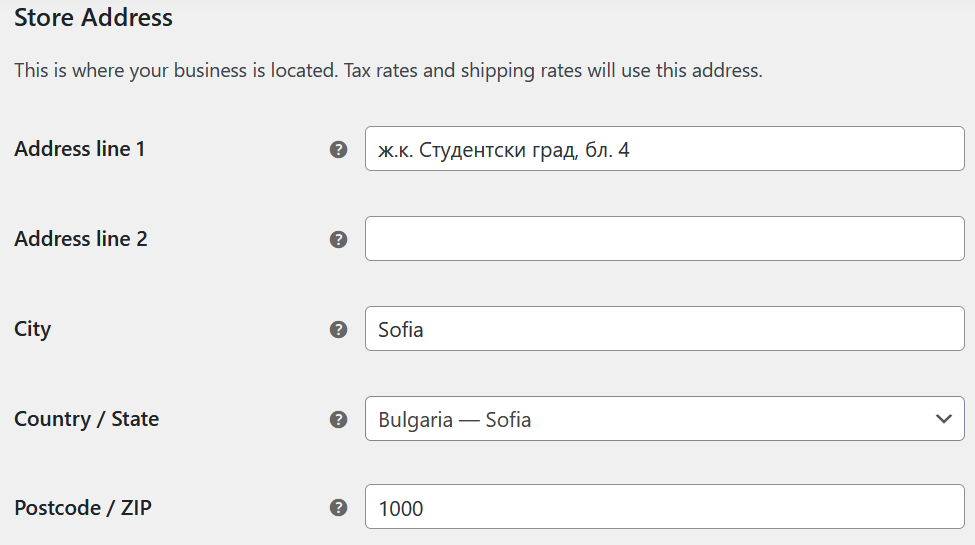 Store Address
This is where your business is located. Tax rates and shipping rates will use this address.
Address line 1 ? ж.к. Студентски град, бл. 4
Address line 2 ?
City ? Sofia
Country / State ? Bulgaria — Sofia
Postcode / ZIP ? 1000